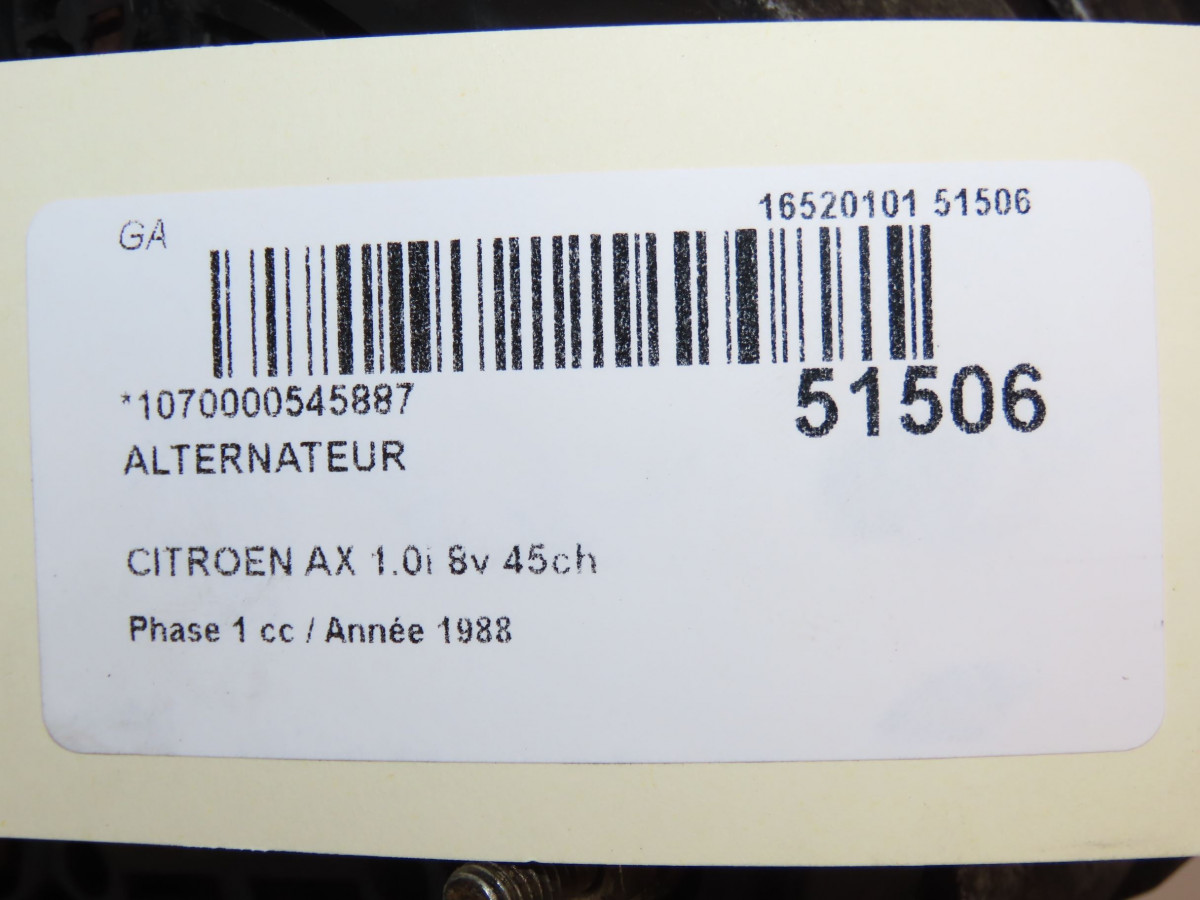 GA
16520101 51506
*1070000545887
51506
ALTERNATEUR
CITROEN AX 1.0i 8v 45ch
Phase 1 cc / Année 1988